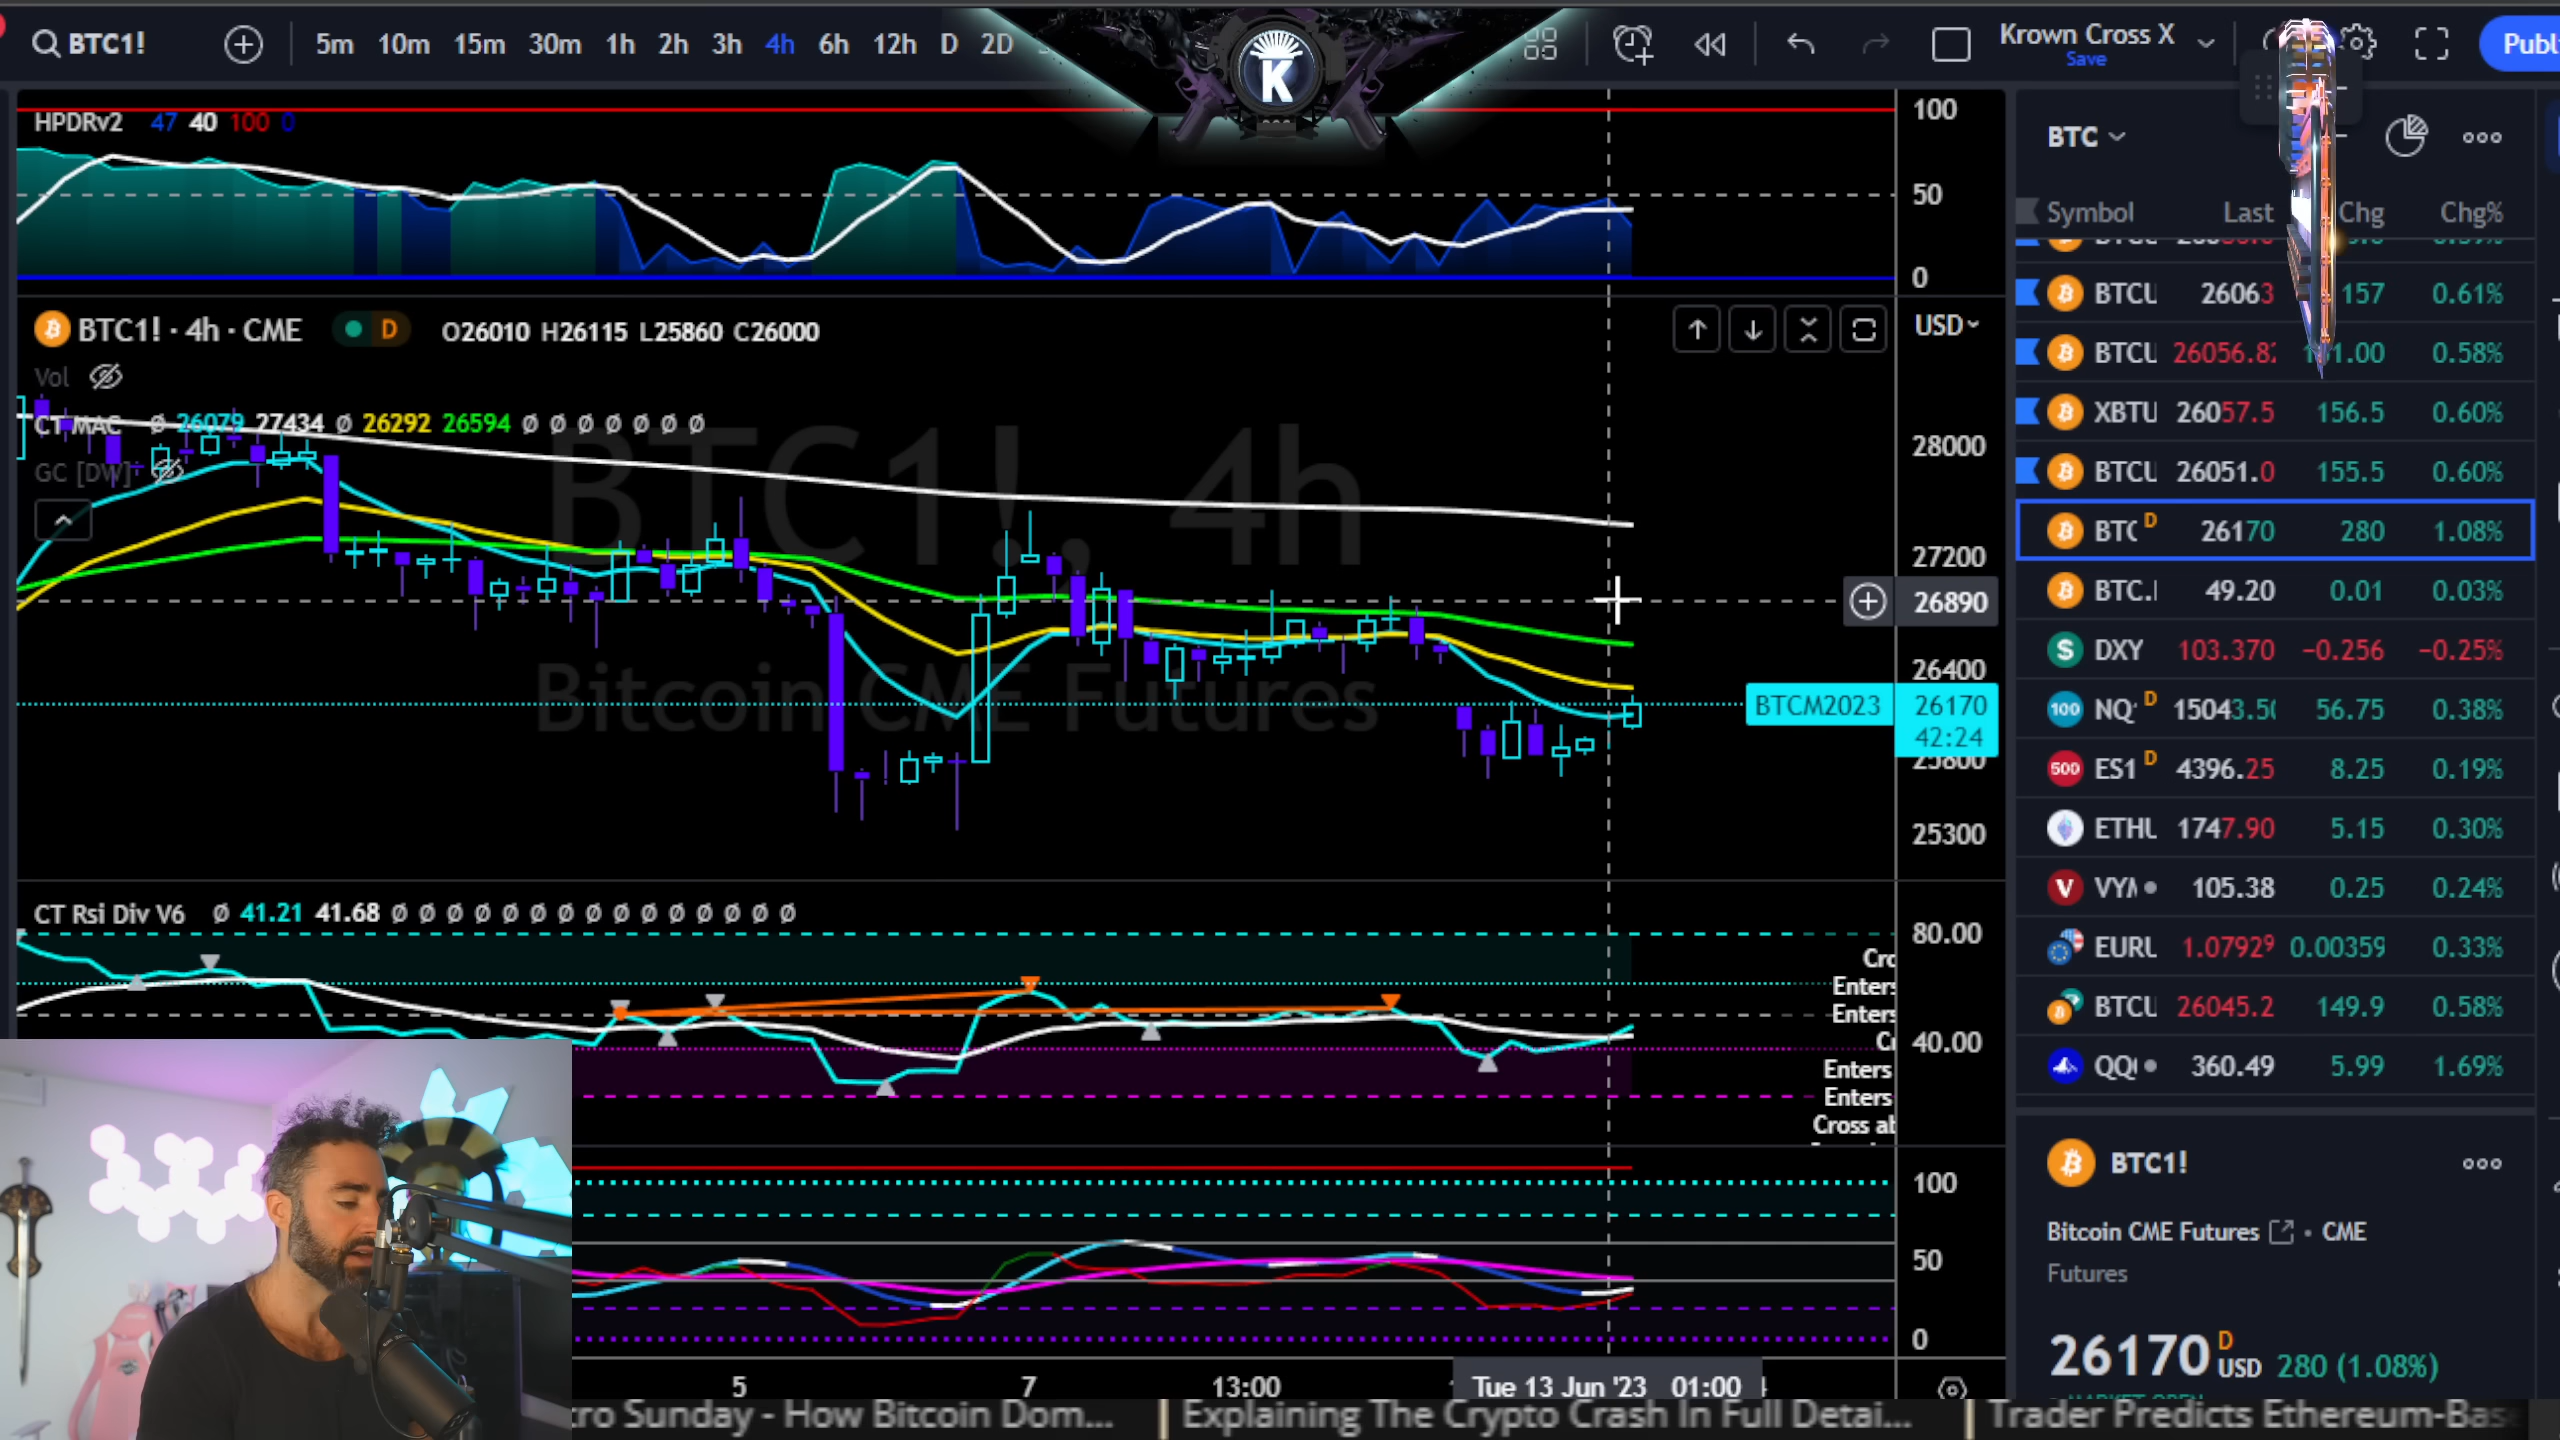 BTC1!
5m 10m 15m 30m 1h 2h 3h 4h 6h 12h D 2D
K
Krown Cross X
Save
Publ
HPDRv2 47 40 100 0
100
50
0
BTC1! · 4h · CME D O26010 H26115 L25860 C26000
Vol
CT MAC Ø 26079 27434 Ø 26292 26594 Ø Ø Ø Ø Ø Ø Ø
GC [DW]
BTC1!, 4h
Bitcoin CME Futures
USD
28000
27200
26890
26400
BTCM2023 26170
42:24
25800
25300
CT Rsi Div V6 Ø 41.21 41.68 Ø Ø Ø Ø Ø Ø Ø Ø Ø Ø Ø Ø Ø Ø Ø
80.00
40.00
Enters
Enters
Enters
Enters
Cross
100
50
0
5 7 13:00 Tue 13 Jun '23 01:00
BTC
Symbol Last Chg Chg%
BTCU 26063 157 0.61%
BTCU 26056.82 0.58%
XBTU 26057.5 156.5 0.60%
BTCU 26051.0 155.5 0.60%
BTC D 26170 280 1.08%
BTC. 49.20 0.01 0.03%
S DXY 103.370 −0.256 −0.25%
100 NQ D 15043.50 56.75 0.38%
500 ES1 D 4396.25 8.25 0.19%
ETHU 1747.90 5.15 0.30%
V VYM 105.38 0.25 0.24%
EURU 1.07929 0.00359 0.33%
BTCU 26045.2 149.9 0.58%
QQQ 360.49 5.99 1.69%
BTC1!
Bitcoin CME Futures · CME
Futures
26170 D USD 280 (1.08%)
cro Sunday - How Bitcoin Dom... | Explaining The Crypto Crash In Full Detai... | Trader Predicts Ethereum-Bas